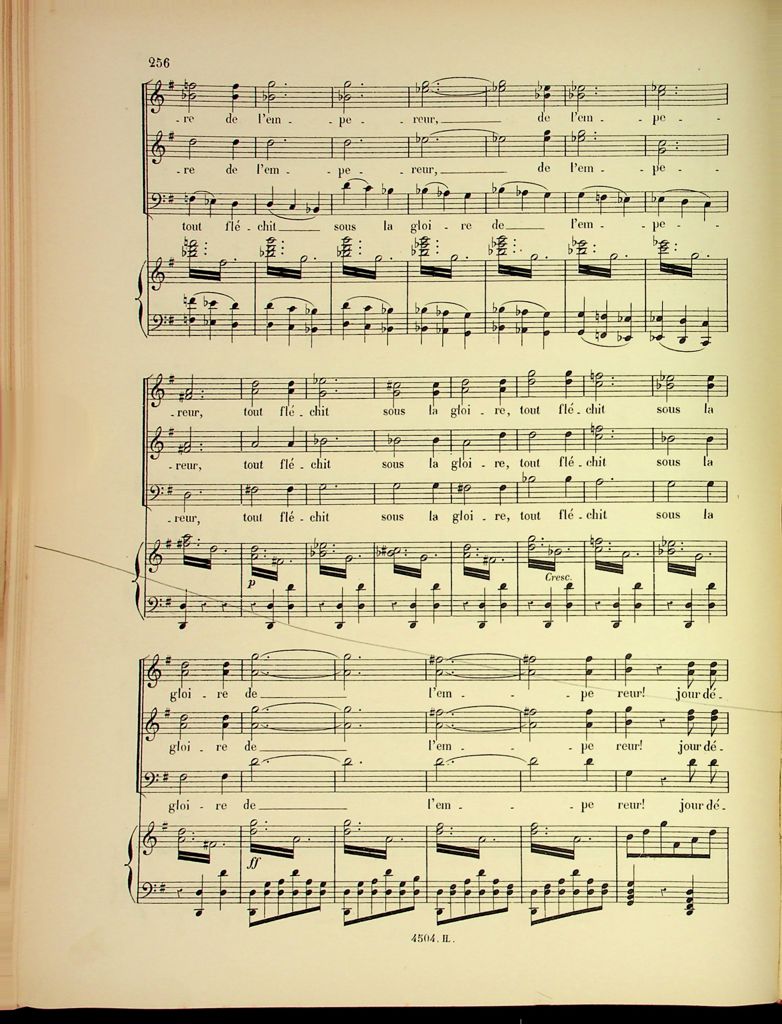 256
- re de l'em - pe - reur, de l'em - pe -
- re de l'em - pe - reur, de l'em - pe -
tout flé - chit sous la gloi - re de l'em - pe -
- reur, tout flé - chit sous la gloi - re, tout flé - chit sous la
- reur, tout flé - chit sous la gloi - re, tout flé - chit sous la
- reur, tout flé - chit sous la gloi - re, tout flé - chit sous la
p Cresc.
gloi - re de l'em - pe reur! jour dé -
gloi - re de l'em - pe reur! jour dé -
gloi - re de l'em - pe reur! jour dé -
ff
4504. H.